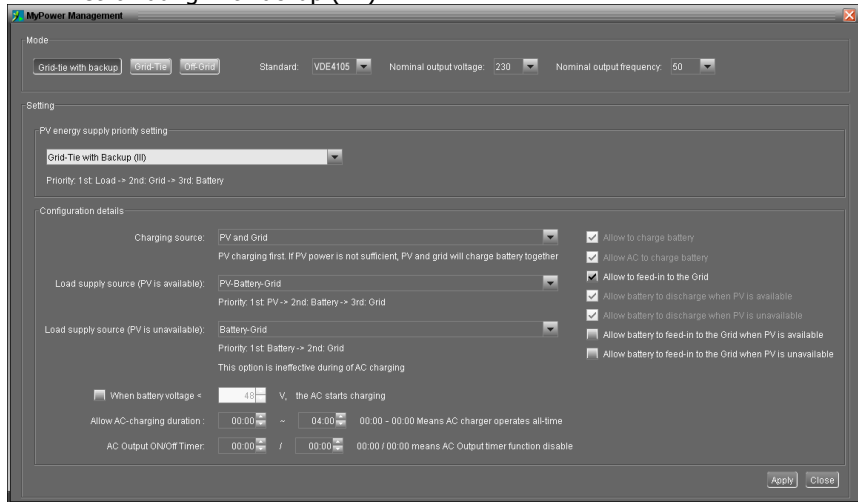 MyPower Management
Mode
Grid-tie with backup Grid-Tie Off-Grid Standard: VDE4105 Nominal output voltage: 230 Nominal output frequency: 50
Setting
PV energy supply priority setting
Grid-Tie with Backup (III)
Priority: 1st: Load -> 2nd: Grid -> 3rd: Battery
Configuration details
Charging source: PV and Grid
PV charging first. If PV power is not sufficient, PV and grid will charge battery together
Load supply source (PV is available): PV-Battery-Grid
Priority: 1st: PV -> 2nd: Battery -> 3rd: Grid
Load supply source (PV is unavailable): Battery-Grid
Priority: 1st: Battery -> 2nd: Grid
This option is ineffective during of AC charging
When battery voltage < 48 V, the AC starts charging
Allow AC-charging duration : 00:00 ~ 04:00 00:00 - 00:00 Means AC charger operates all-time
AC Output ON/Off Timer: 00:00 / 00:00 00:00 / 00:00 means AC Output timer function disable
Allow to charge battery
Allow AC to charge battery
Allow to feed-in to the Grid
Allow battery to discharge when PV is available
Allow battery to discharge when PV is unavailable
Allow battery to feed-in to the Grid when PV is available
Allow battery to feed-in to the Grid when PV is unavailable
Apply Close